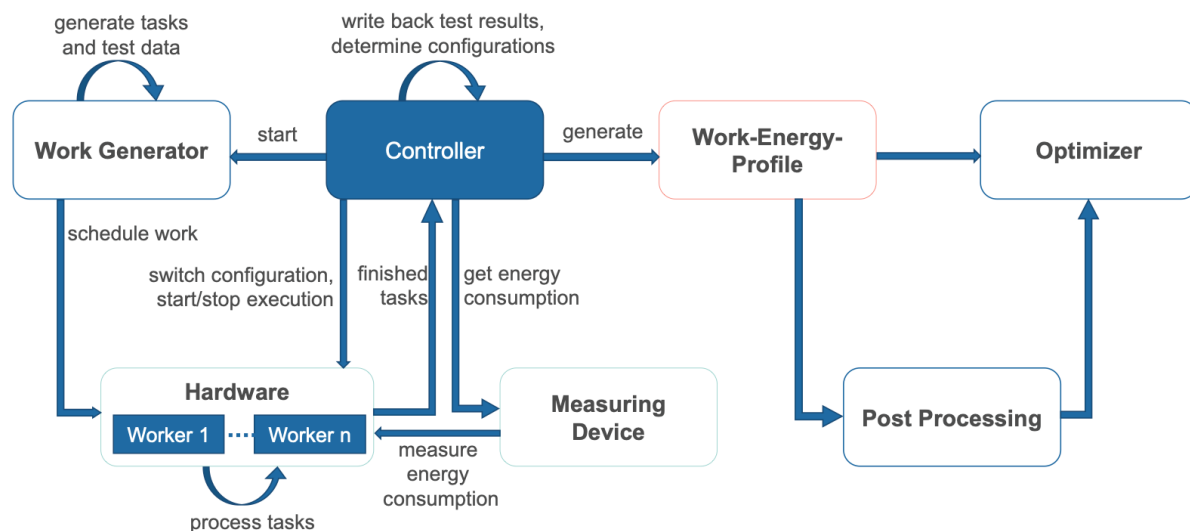 generate tasks
and test data
write back test results,
determine configurations
Work Generator
start
Controller
generate
Work-Energy-
Profile
Optimizer
schedule work
switch configuration,
start/stop execution
finished
tasks
get energy
consumption
Hardware
Worker 1
Worker n
Measuring
Device
Post Processing
measure
energy
consumption
process tasks